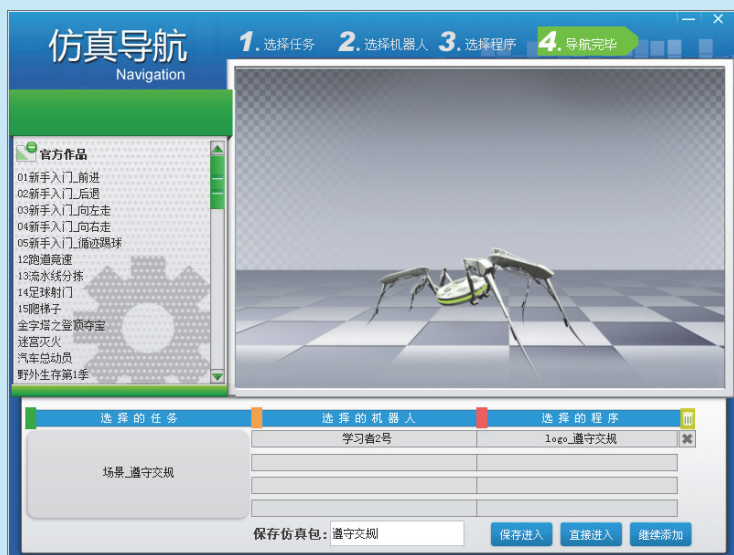 仿真导航
Navigation
1. 选择任务 2. 选择机器人 3. 选择程序 4. 导航完毕
官方作品
01新手入门_前进
02新手入门_后退
03新手入门_向左走
04新手入门_向右走
05新手入门_循迹踢球
12跑道竞速
13流水线分拣
14足球射门
15爬梯子
金字塔之登顶夺宝
迷宫灭火
汽车总动员
野外生存第1季
选择的任务 选择的机器人 选择的程序
场景_遵守交规 学习者2号 logo_遵守交规
保存仿真包: 遵守交规 保存进入 直接进入 继续添加